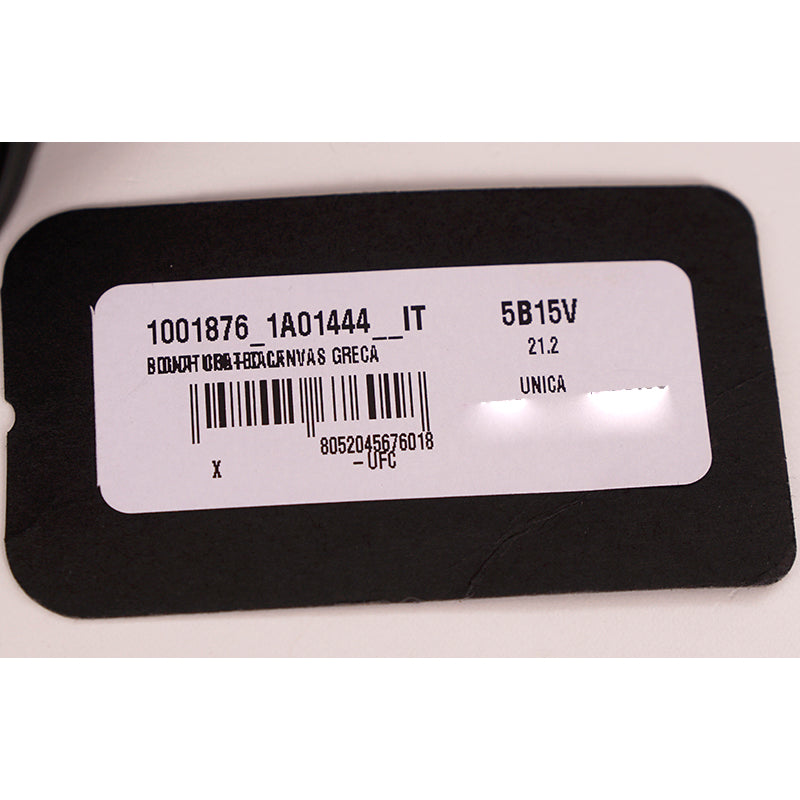 1001876_1A01444__IT 5B15V
CANVAS GRECA 21.2
UNICA
8052045676018
X – UFC